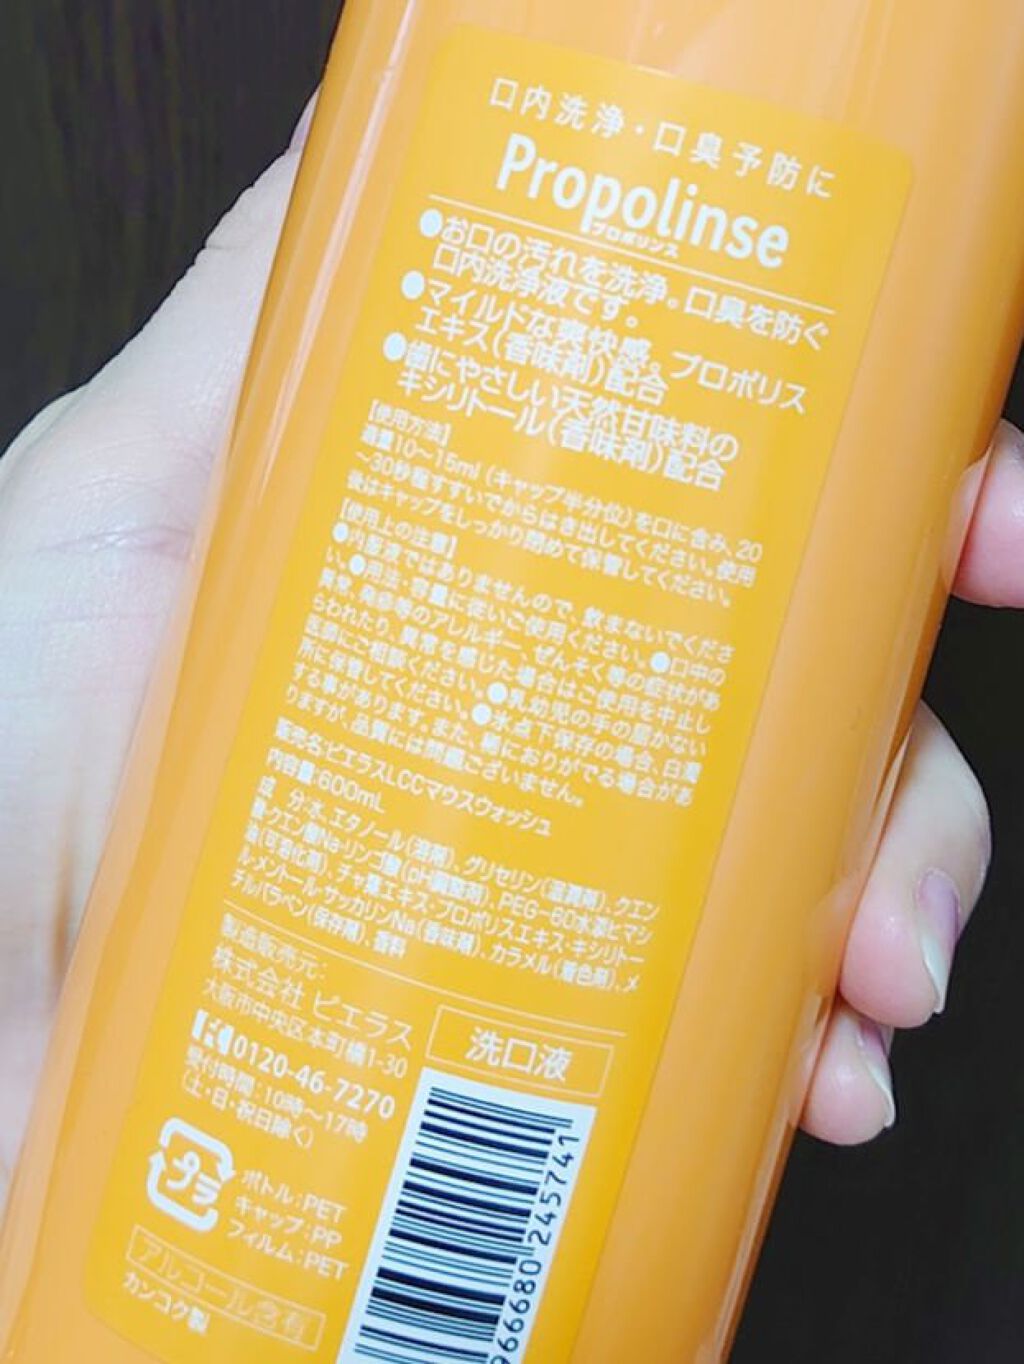 口内洗浄・口臭予防に
Propolinse
プロポリンス
●お口の汚れを洗浄。口臭を防ぐ
口内洗浄液です。
●マイルドな爽快感。プロポリス
エキス(香味剤)配合
●歯にやさしい天然甘味料の
キシリトール(香味剤)配合
【使用方法】
適量10〜15ml(キャップ半分位)を口に含み、20
〜30秒程すすいでからはき出してください。使用
後はキャップをしっかり閉めて保管してください。
【使用上の注意】
●内服液ではありませんので、飲まないでくださ
い。●用法・容量に従いご使用ください。●口中の
異常、発疹等のアレルギー、ぜんそく等の症状があ
らわれたり、異常を感じた場合はご使用を中止し
医師にご相談ください。●乳幼児の手の届かない
所に保管してください。●氷点下保存の場合、白濁
する事があります。また、稀におりがでる場合があ
りますが、品質には問題ございません。
販売名:ピエラスLCCマウスウォッシュ
内容量:600mL
成 分:水、エタノール(溶剤)、グリセリン(湿潤剤)、クエン
酸・クエン酸Na・リンゴ酸(pH調整剤)、PEG-60水添ヒマシ
油(可溶化剤)、チャ葉エキス・プロポリスエキス・キシリトー
ル・メントール・サッカリンNa(香味剤)、カラメル(着色剤)、メ
チルパラベン(保存剤)、香料
製造販売元:
株式会社 ピエラス
大阪市中央区本町橋1-30
0120-46-7270
受付時間:10時〜17時
(土・日・祝日除く)
洗口液
プラ
ボトル:PET
キャップ:PP
フィルム:PET
アルコール含有
カンコク製
966680 245741